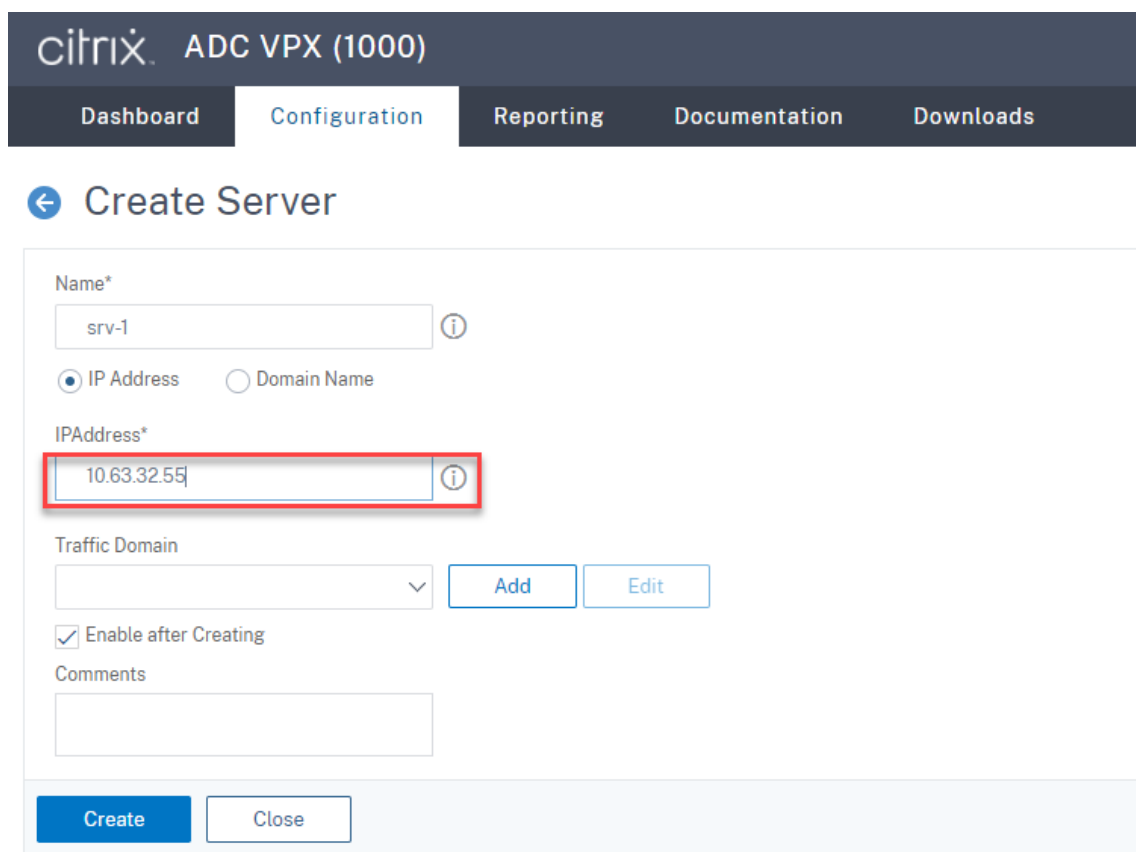 citrix. ADC VPX (1000)
Dashboard Configuration Reporting Documentation Downloads
Create Server
Name*
srv-1
IP Address Domain Name
IPAddress*
10.63.32.55
Traffic Domain
Add Edit
Enable after Creating
Comments
Create Close